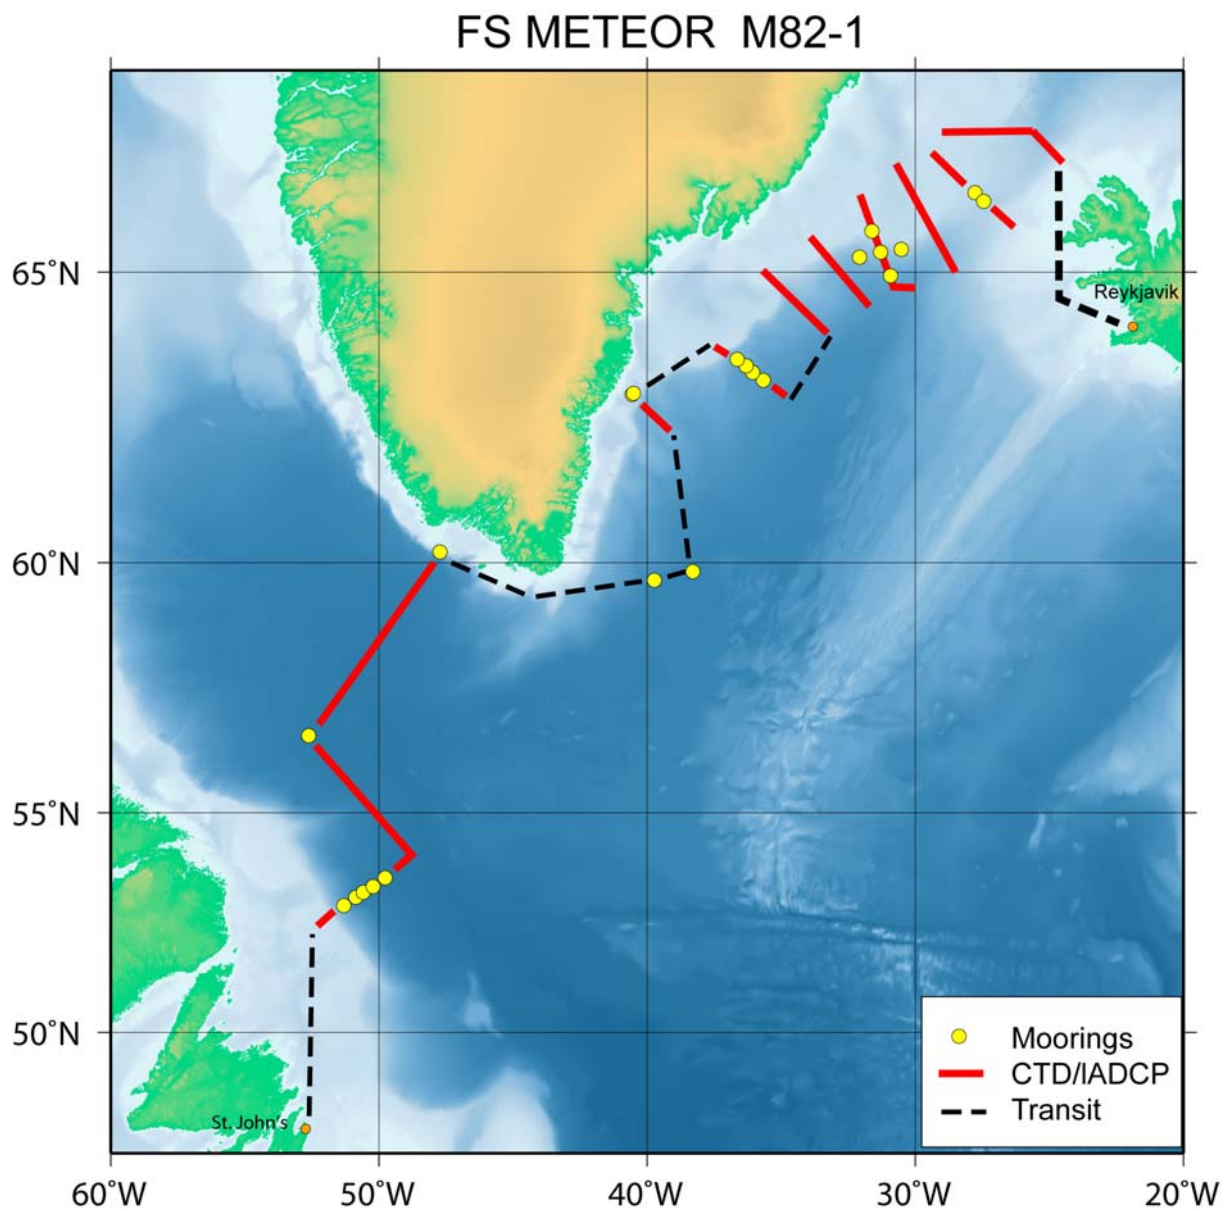 FS METEOR M82-1
65°N
60°N
55°N
50°N
Reykjavik
St. John's
Moorings
CTD/lADCP
Transit
60°W
50°W
40°W
30°W
20°W